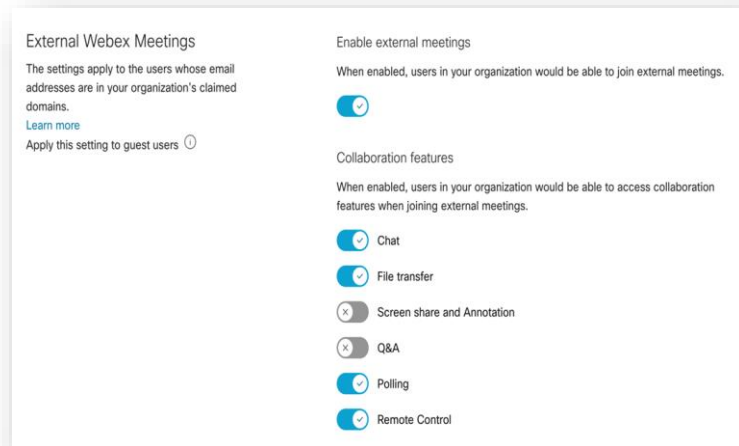 External Webex Meetings
The settings apply to the users whose email
addresses are in your organization's claimed
domains.
Learn more
Apply this setting to guest users
Enable external meetings
When enabled, users in your organization would be able to join external meetings.
Collaboration features
When enabled, users in your organization would be able to access collaboration
features when joining external meetings.
Chat
File transfer
Screen share and Annotation
Q&A
Polling
Remote Control